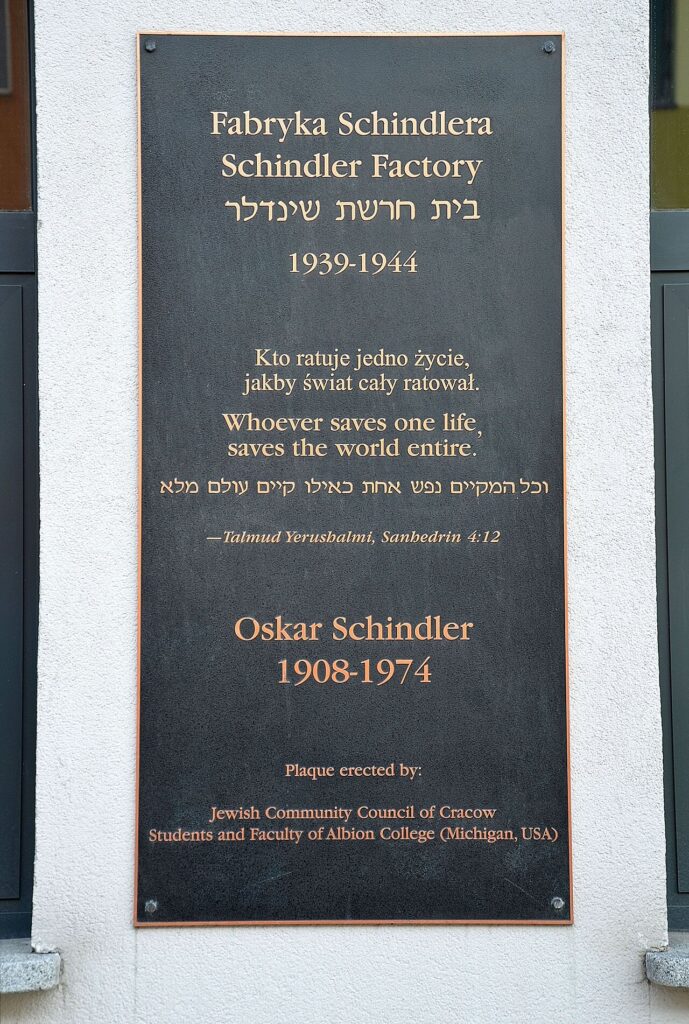 Fabryka Schindlera
Schindler Factory
בית חרשת שינדלר
1939-1944
Kto ratuje jedno życie,
jakby świat cały ratował.
Whoever saves one life,
saves the world entire.
וכל המקיים נפש אחת כאילו קיים עולם מלא
—Talmud Yerushalmi, Sanhedrin 4:12
Oskar Schindler
1908-1974
Plaque erected by:
Jewish Community Council of Cracow
Students and Faculty of Albion College (Michigan, USA)